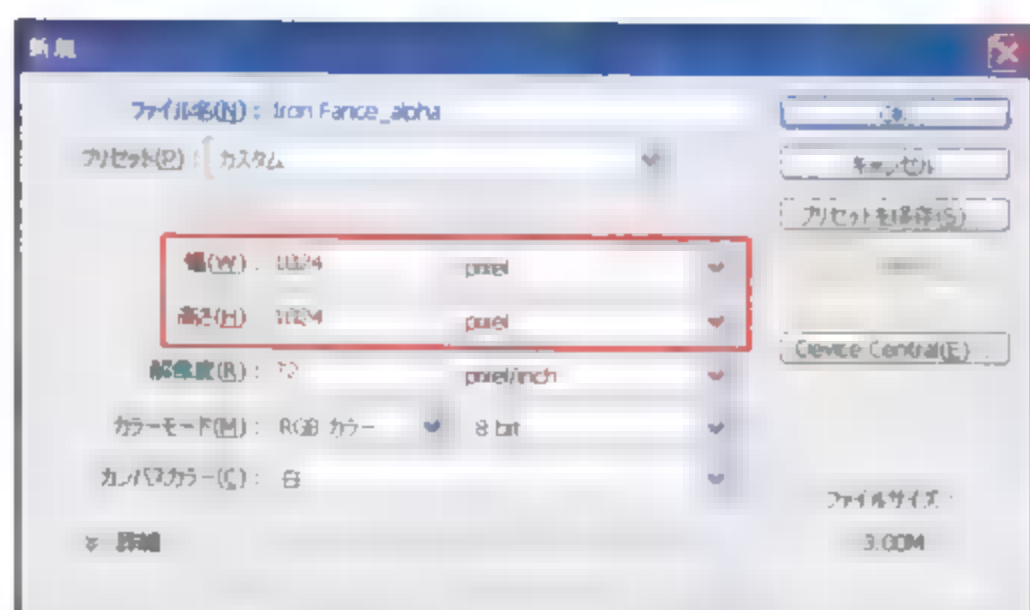 新規
ファイル名(N) : Iron Fance_alpha
OK
プリセット(P) : カスタム
キャンセル
プリセットを保存(S)
幅(W) : 1024 pixel
高さ(H) 1024 pixel
Device Central(E)
解像度(R) : 72 pixel/inch
カラーモード(M) : RGB カラー 8 bit
カンバスカラー(C) : 白
ファイルサイズ :
詳細
3.00M